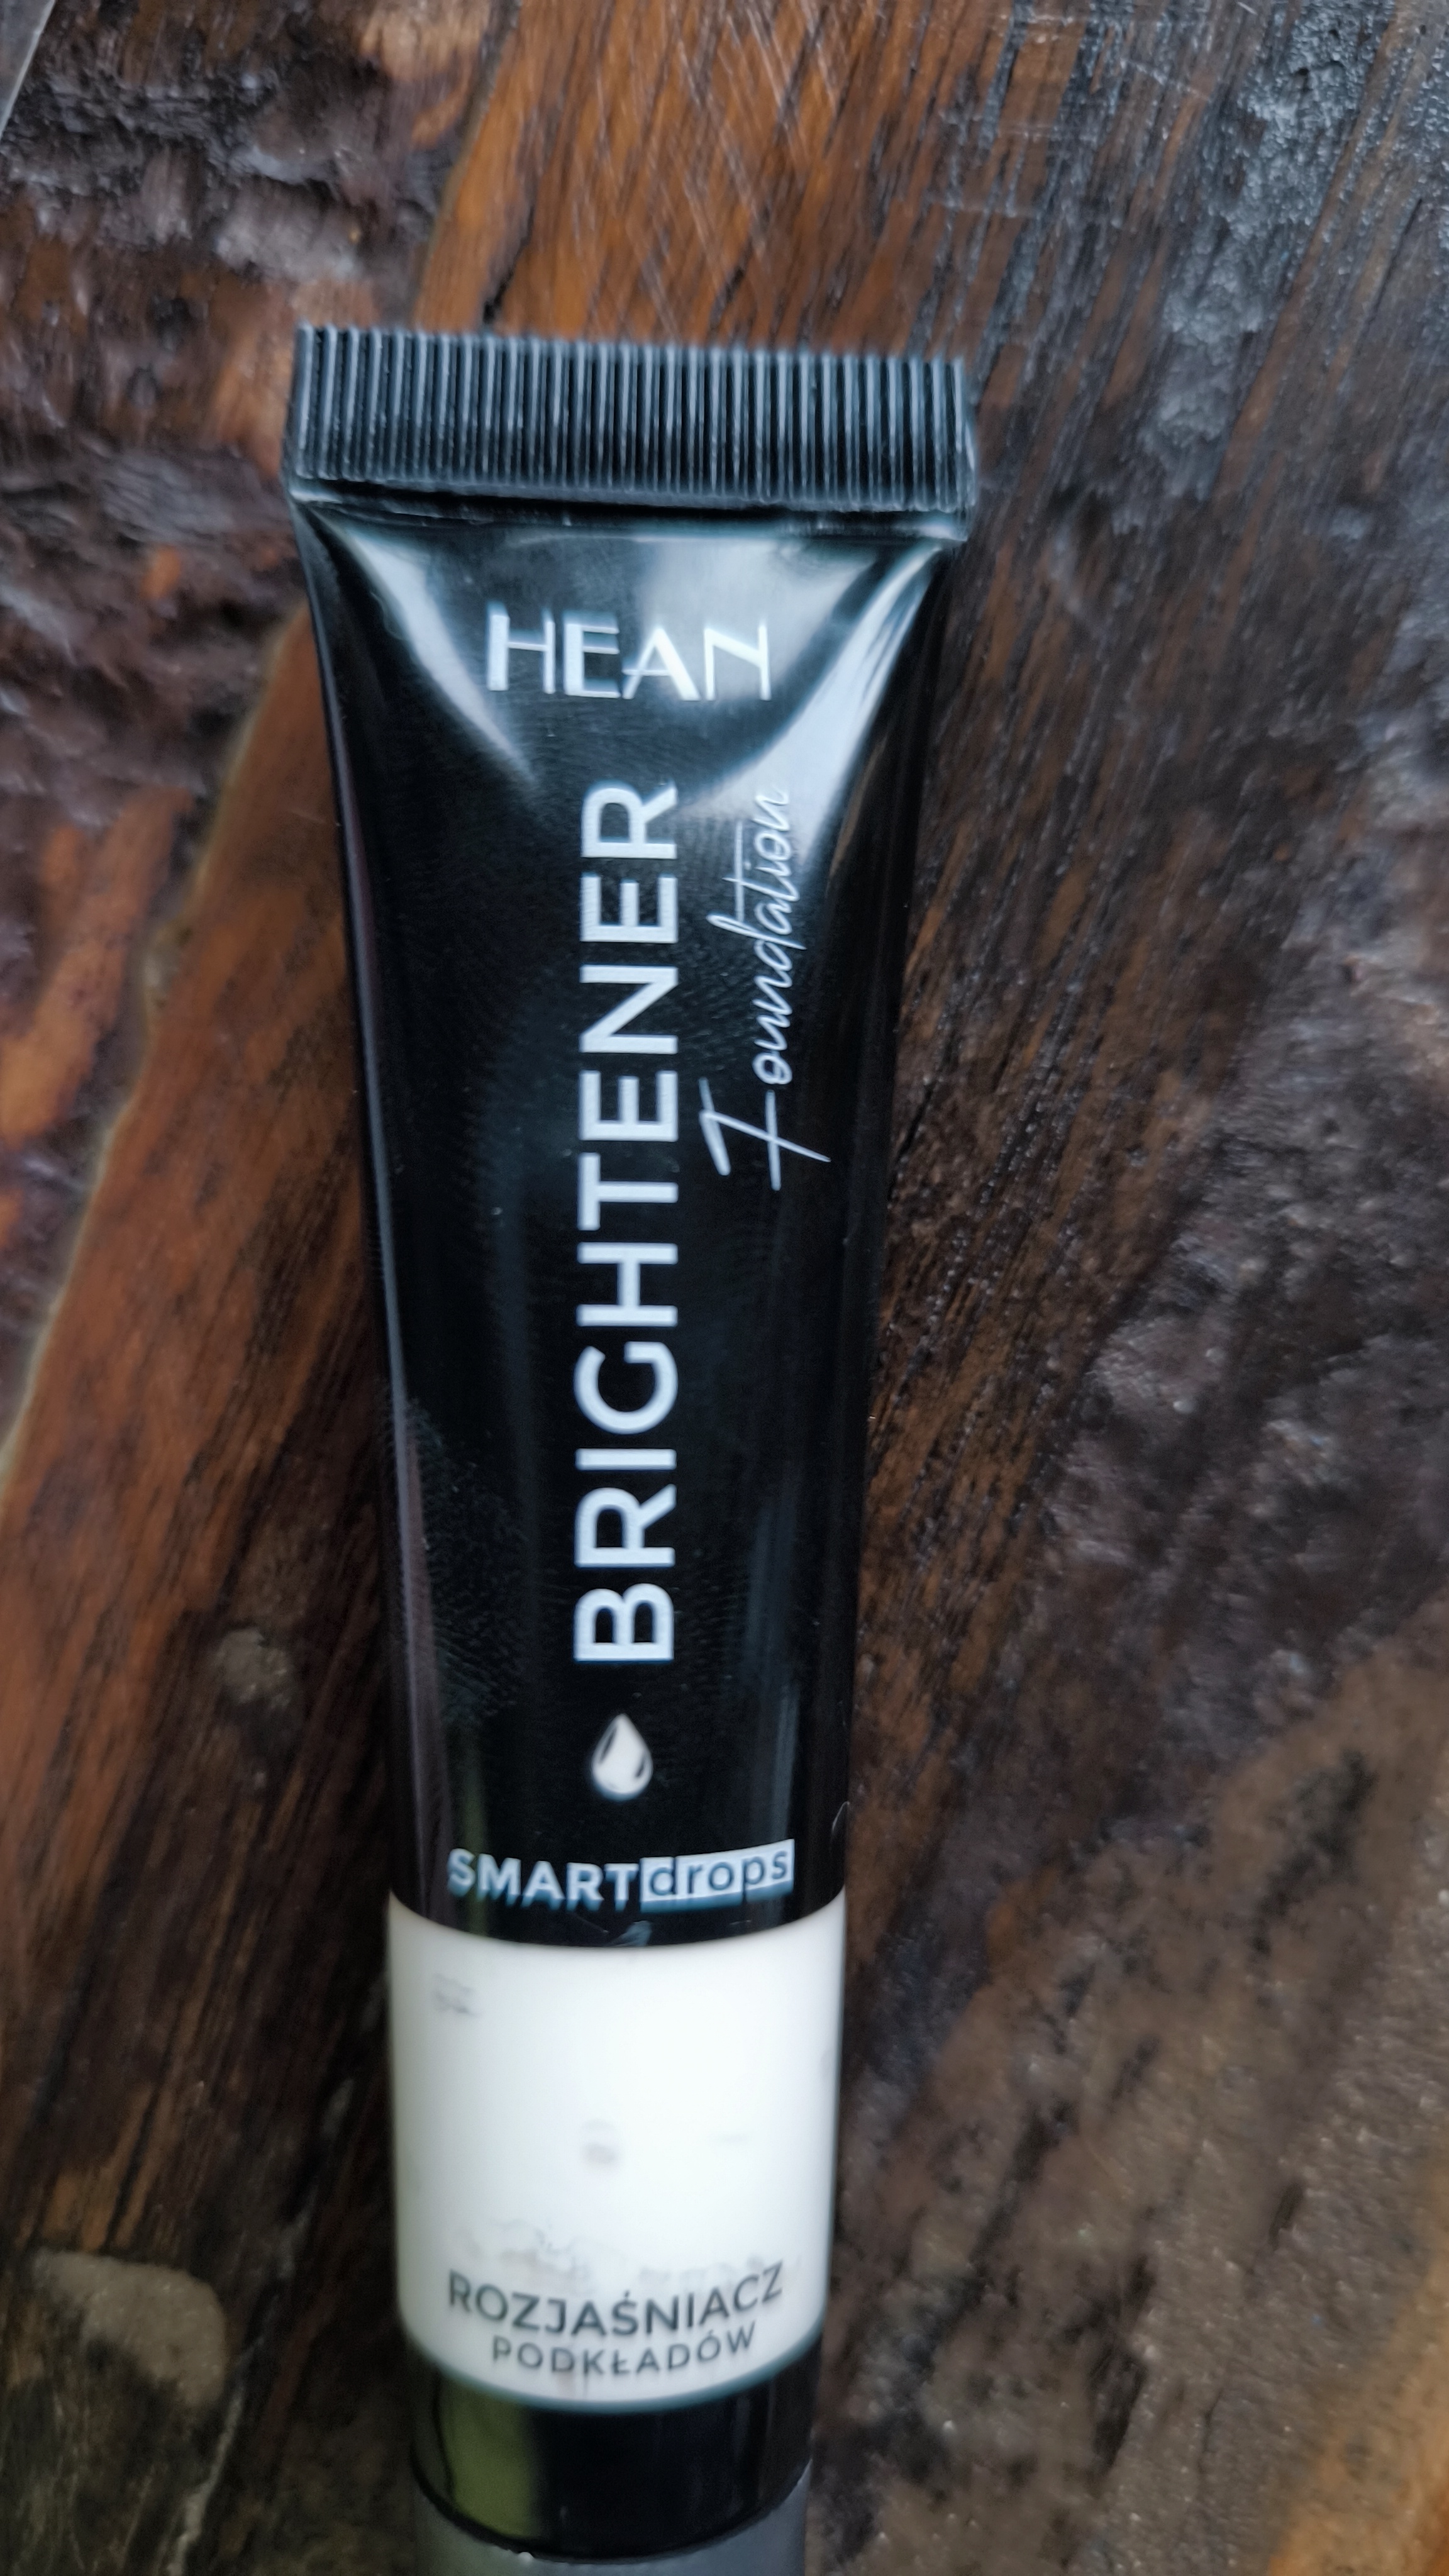 HEAN
BRIGHTENER
Foundation
SMARTdrops
ROZJAŚNIACZ
PODKŁADÓW